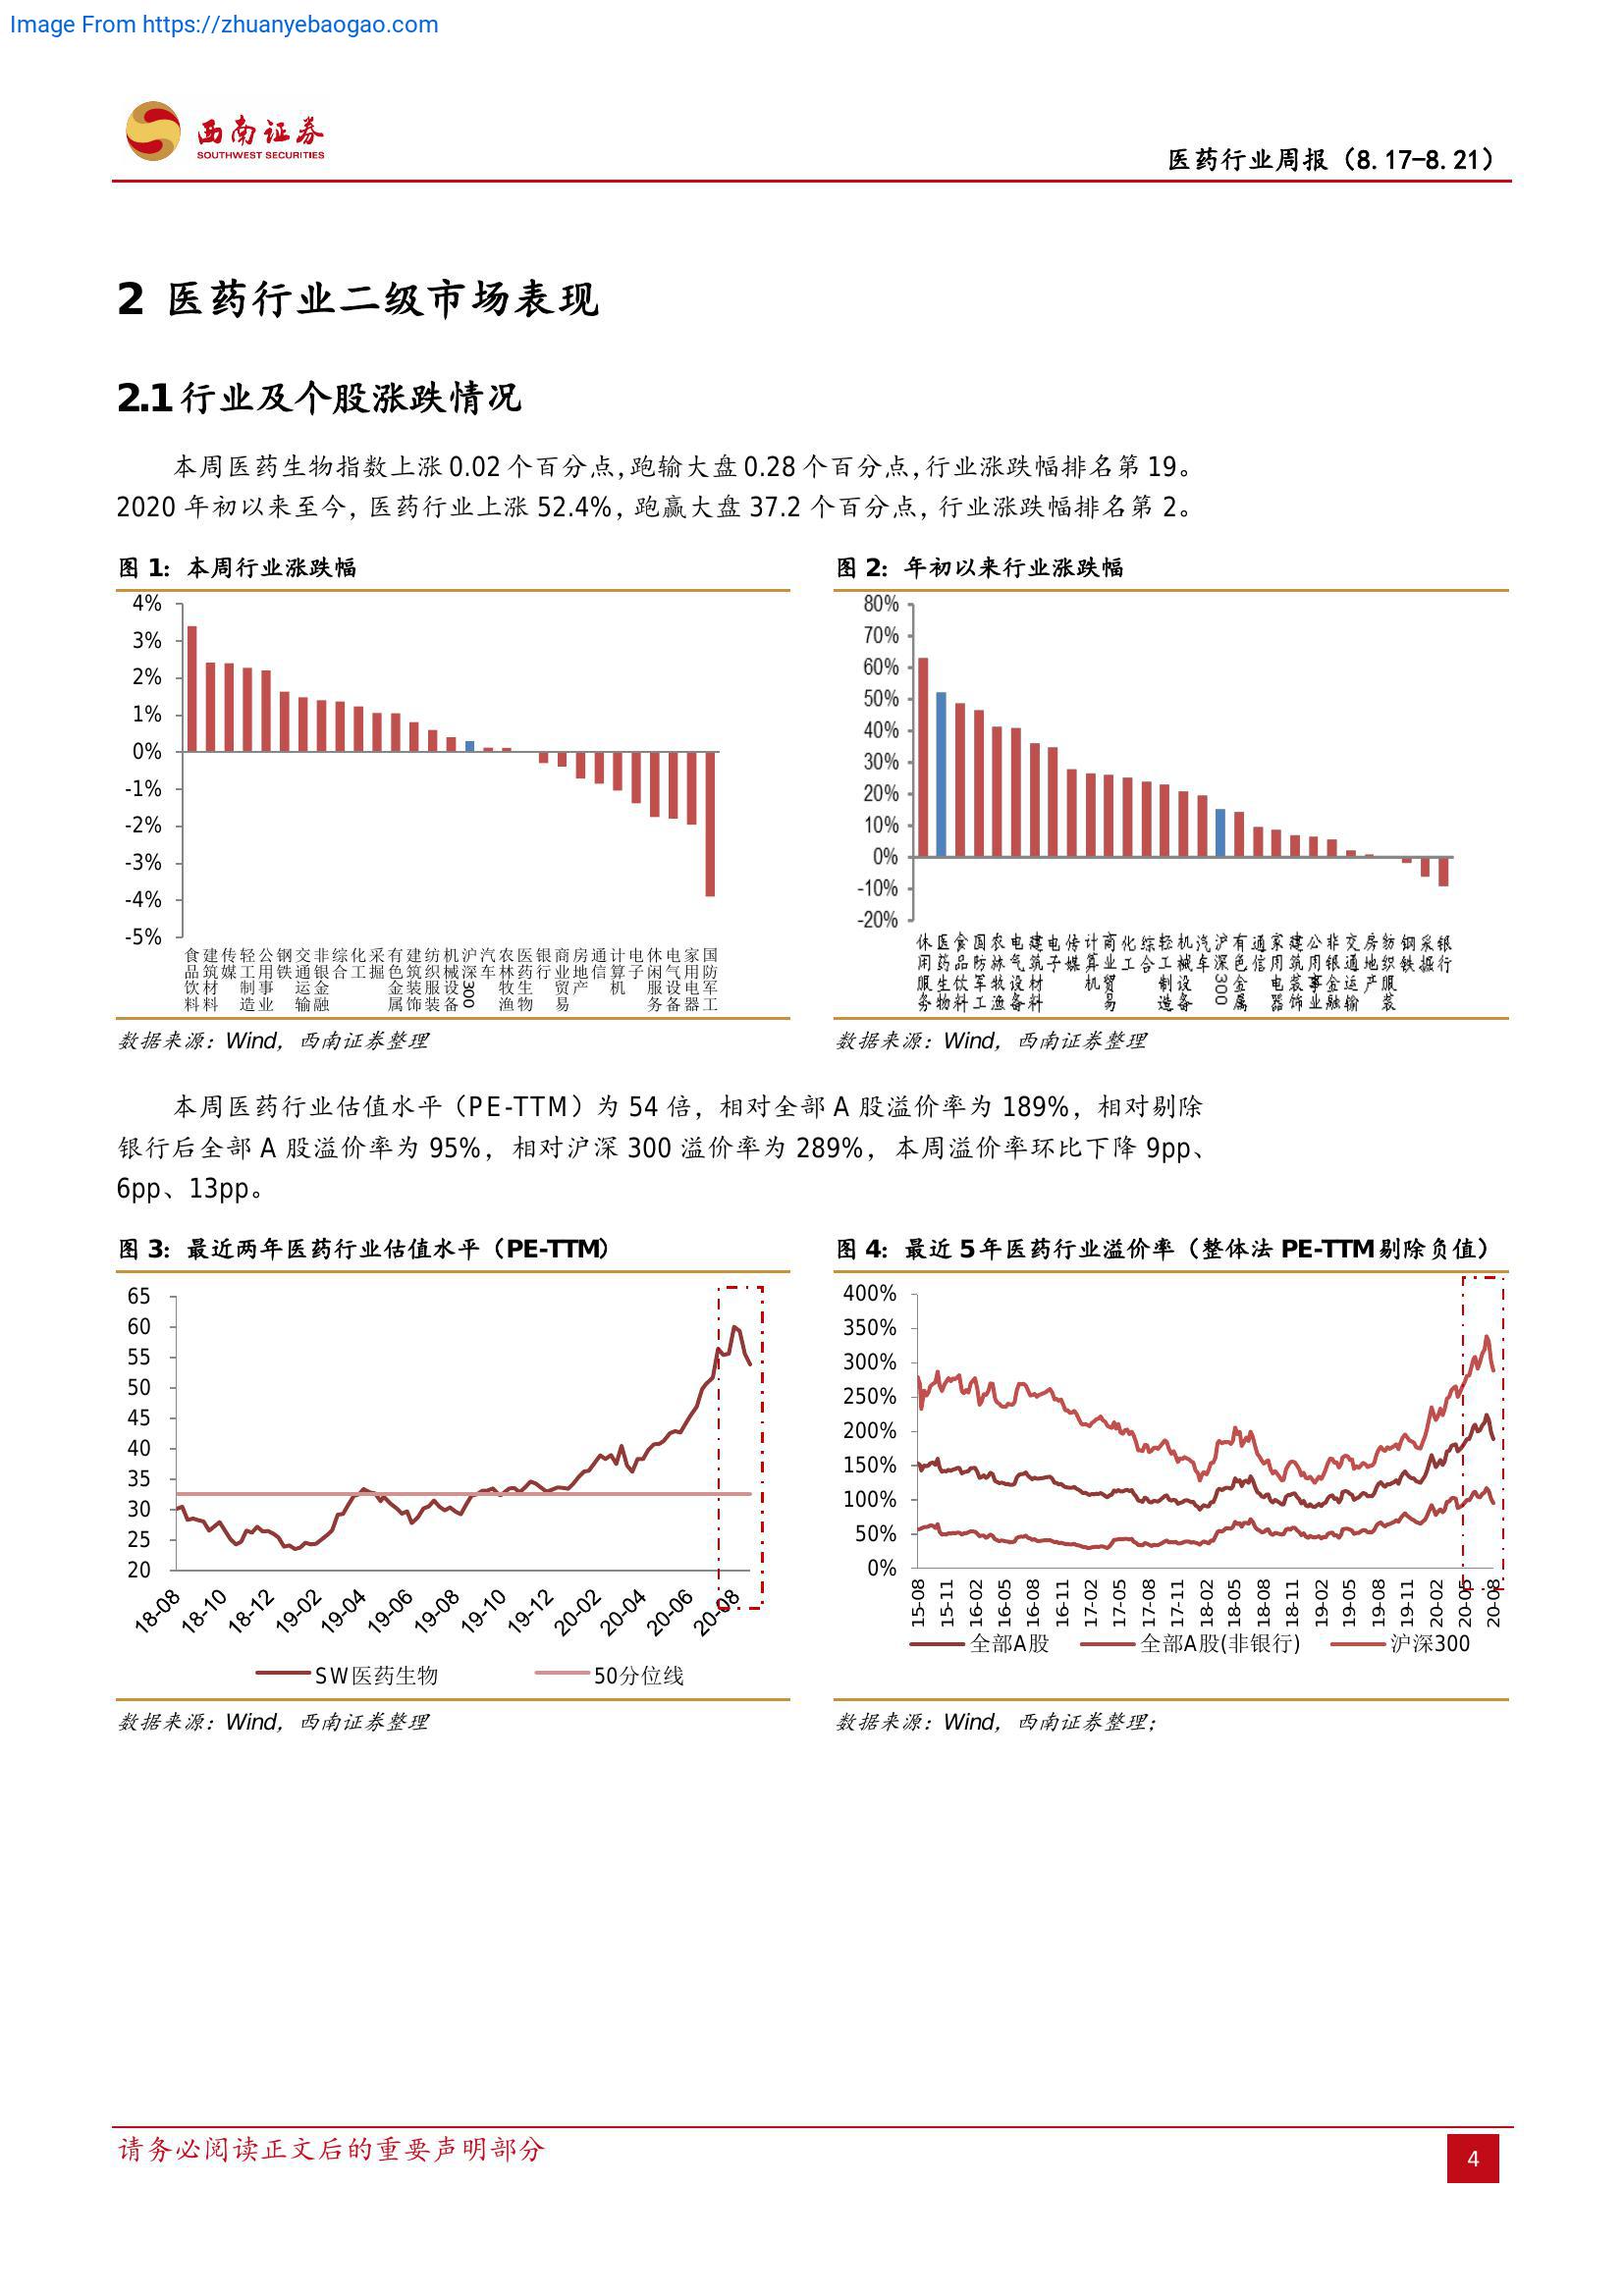 Image From https://zhuanyebaogao.com
西南证券
SOUTHWEST SECURITIES
医药行业周报（8.17-8.21）
2 医药行业二级市场表现
2.1 行业及个股涨跌情况
本周医药生物指数上涨 0.02 个百分点，跑输大盘 0.28 个百分点，行业涨跌幅排名第 19。
2020 年初以来至今，医药行业上涨 52.4%，跑赢大盘 37.2 个百分点，行业涨跌幅排名第 2。
图 1：本周行业涨跌幅
4%
3%
2%
1%
0%
-1%
-2%
-3%
-4%
-5%
食品饮料 建筑材料 传媒 轻工制造 公用事业 钢铁 交通运输 非银金融 综合 化工 采掘 有色金属 建筑装饰 纺织服装 机械设备 沪深300 汽车 农林牧渔 医药生物 银行 商业贸易 房地产 通信 计算机 电子 休闲服务 电气设备 家用电器 国防军工
数据来源：Wind，西南证券整理
图 2：年初以来行业涨跌幅
80%
70%
60%
50%
40%
30%
20%
10%
0%
-10%
-20%
休用服务 医药生物 食品饮料 国防军工 农林牧渔 电气设备 建筑材料 电子 传媒 计算机 商业贸易 化工 综合 轻工制造 机械设备 汽车 沪深300 有色金属 通信 家用电器 建筑装饰 公用事业 非银金融 交通运输 房地产 纺织服装 钢铁 采掘 银行
数据来源：Wind，西南证券整理
本周医药行业估值水平（PE-TTM）为 54 倍，相对全部 A 股溢价率为 189%，相对剔除
银行后全部 A 股溢价率为 95%，相对沪深 300 溢价率为 289%，本周溢价率环比下降 9pp、
6pp、13pp。
图 3：最近两年医药行业估值水平（PE-TTM）
65
60
55
50
45
40
35
30
25
20
18-08 18-10 18-12 19-02 19-04 19-06 19-08 19-10 19-12 20-02 20-04 20-06 20-08
SW医药生物 50分位线
数据来源：Wind，西南证券整理
图 4：最近 5 年医药行业溢价率（整体法 PE-TTM 剔除负值）
400%
350%
300%
250%
200%
150%
100%
50%
0%
15-08 15-11 16-02 16-05 16-08 16-11 17-02 17-05 17-08 17-11 18-02 18-05 18-08 18-11 19-02 19-05 19-08 19-11 20-02 20-05 20-08
全部A股 全部A股(非银行) 沪深300
数据来源：Wind，西南证券整理；
请务必阅读正文后的重要声明部分
4